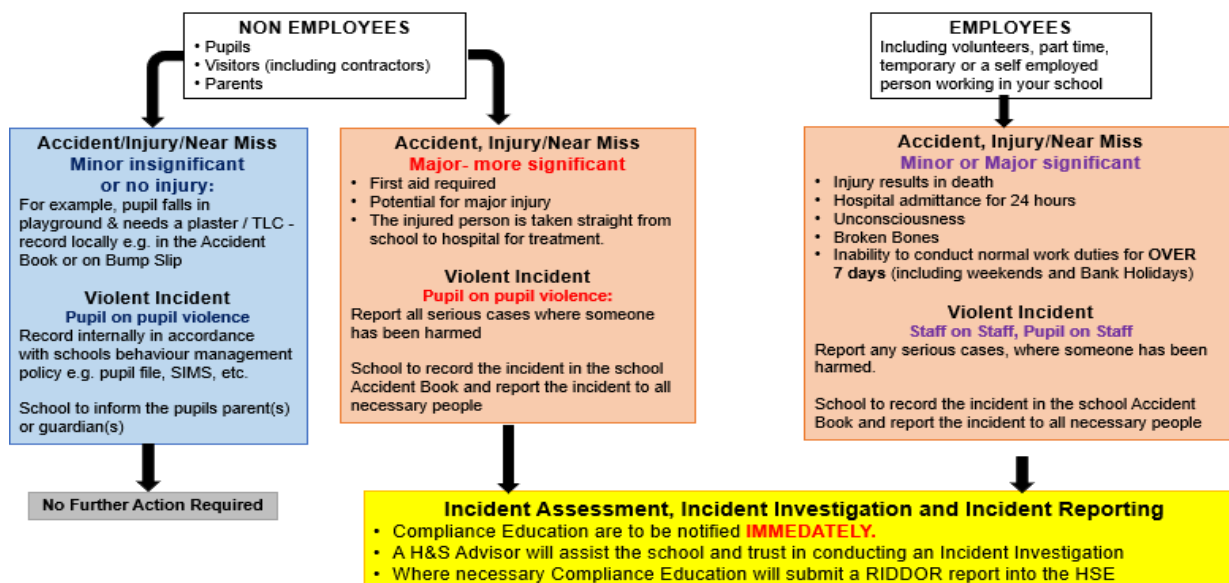 NON EMPLOYEES
• Pupils
• Visitors (including contractors)
• Parents
EMPLOYEES
Including volunteers, part time,
temporary or a self employed
person working in your school
Accident/Injury/Near Miss
Minor insignificant
or no injury:
For example, pupil falls in
playground & needs a plaster / TLC -
record locally e.g. in the Accident
Book or on Bump Slip
Violent Incident
Pupil on pupil violence
Record internally in accordance
with schools behaviour management
policy e.g. pupil file, SIMS, etc.
School to inform the pupils parent(s)
or guardian(s)
No Further Action Required
Accident, Injury/Near Miss
Major- more significant
• First aid required
• Potential for major injury
• The injured person is taken straight from
school to hospital for treatment.
Violent Incident
Pupil on pupil violence:
Report all serious cases where someone
has been harmed
School to record the incident in the school
Accident Book and report the incident to all
necessary people
Accident, Injury/Near Miss
Minor or Major significant
• Injury results in death
• Hospital admittance for 24 hours
• Unconsciousness
• Broken Bones
• Inability to conduct normal work duties for OVER
7 days (including weekends and Bank Holidays)
Violent Incident
Staff on Staff, Pupil on Staff
Report any serious cases, where someone has been
harmed.
School to record the incident in the school Accident
Book and report the incident to all necessary people
Incident Assessment, Incident Investigation and Incident Reporting
• Compliance Education are to be notified IMMEDIATELY.
• A H&S Advisor will assist the school and trust in conducting an Incident Investigation
• Where necessary Compliance Education will submit a RIDDOR report into the HSE